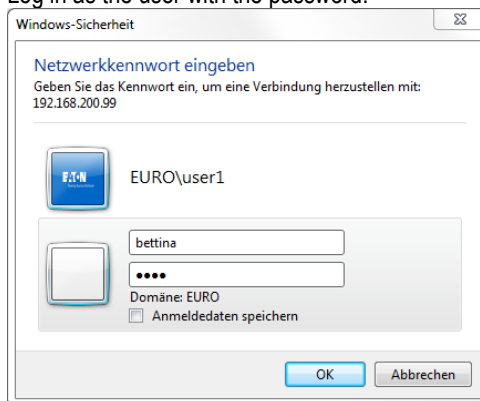 Log in as the user with the password.
Windows-Sicherheit
Netzwerkkennwort eingeben
Geben Sie das Kennwort ein, um eine Verbindung herzustellen mit:
192.168.200.99
EATON
EURO\user1
bettina
••••
Domäne: EURO
Anmeldedaten speichern
OK
Abbrechen